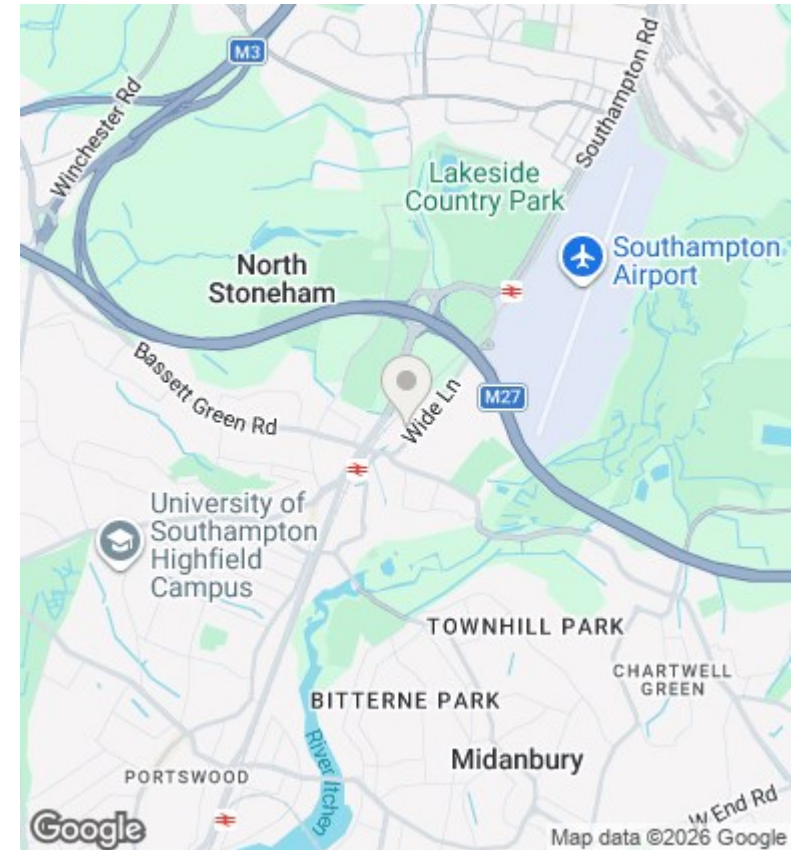 M3
Winchester Rd
Southampton Rd
Lakeside
Country Park
Southampton
Airport
North
Stoneham
Bassett Green Rd
Wide Ln
M27
University of
Southampton
Highfield
Campus
TOWNHILL PARK
CHARTWELL
GREEN
BITTERNE PARK
River Itchen
Midanbury
PORTSWOOD
W End Rd
Google
Map data ©2026 Google